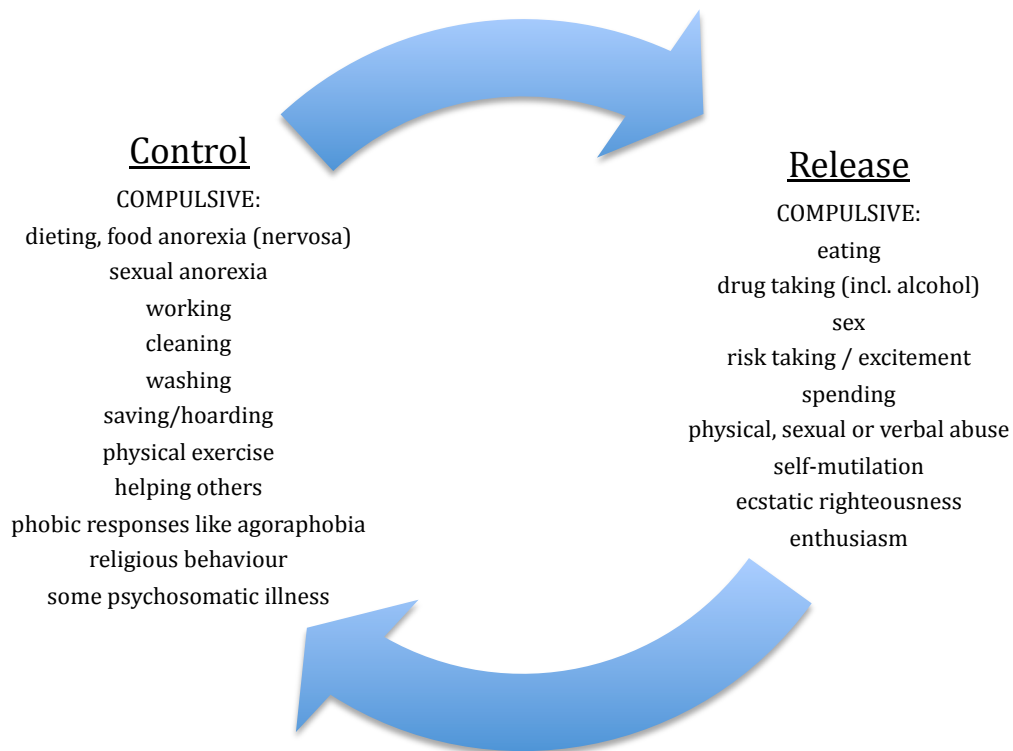 Control
COMPULSIVE:
dieting, food anorexia (nervosa)
sexual anorexia
working
cleaning
washing
saving/hoarding
physical exercise
helping others
phobic responses like agoraphobia
religious behaviour
some psychosomatic illness
Release
COMPULSIVE:
eating
drug taking (incl. alcohol)
sex
risk taking / excitement
spending
physical, sexual or verbal abuse
self-mutilation
ecstatic righteousness
enthusiasm